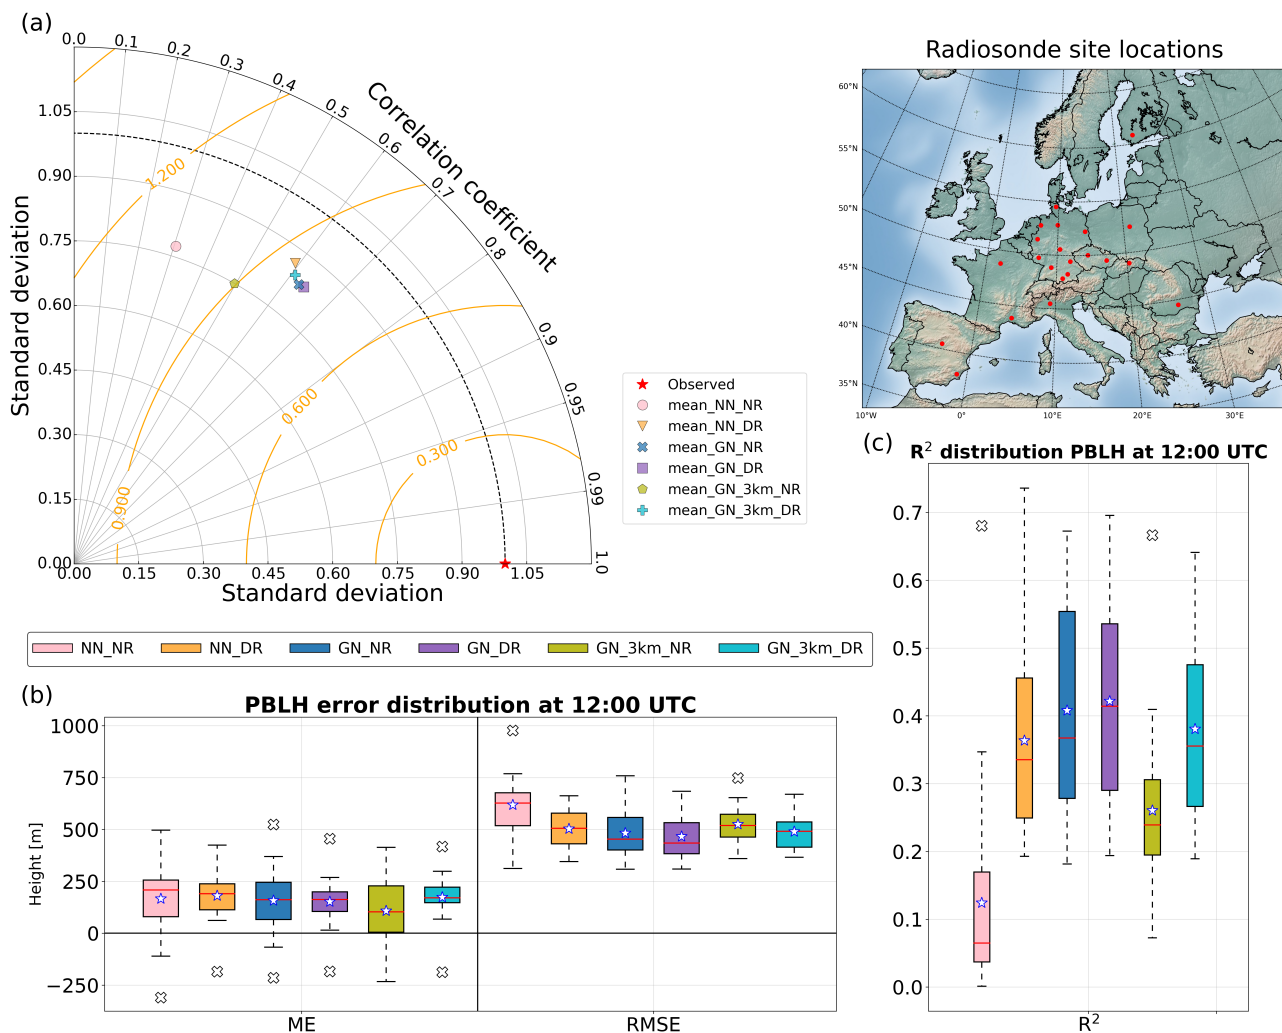 (a)
0.0
0.1
0.2
0.3
0.4
0.5
0.6
0.7
0.8
0.9
0.95
0.99
1.0
Correlation coefficient
Standard deviation
1.05
0.90
0.75
0.60
0.45
0.30
0.15
0.00
1.200
0.900
0.600
0.300
0.00 0.15 0.30 0.45 0.60 0.75 0.90 1.05
Standard deviation
Observed
mean_NN_NR
mean_NN_DR
mean_GN_NR
mean_GN_DR
mean_GN_3km_NR
mean_GN_3km_DR
Radiosonde site locations
60°N
55°N
50°N
45°N
40°N
35°N
10°W 0° 10°E 20°E 30°E
NN_NR NN_DR GN_NR GN_DR GN_3km_NR GN_3km_DR
(b)
PBLH error distribution at 12:00 UTC
Height [m]
1000
750
500
250
0
−250
ME RMSE
(c)
R² distribution PBLH at 12:00 UTC
0.7
0.6
0.5
0.4
0.3
0.2
0.1
0.0
R²